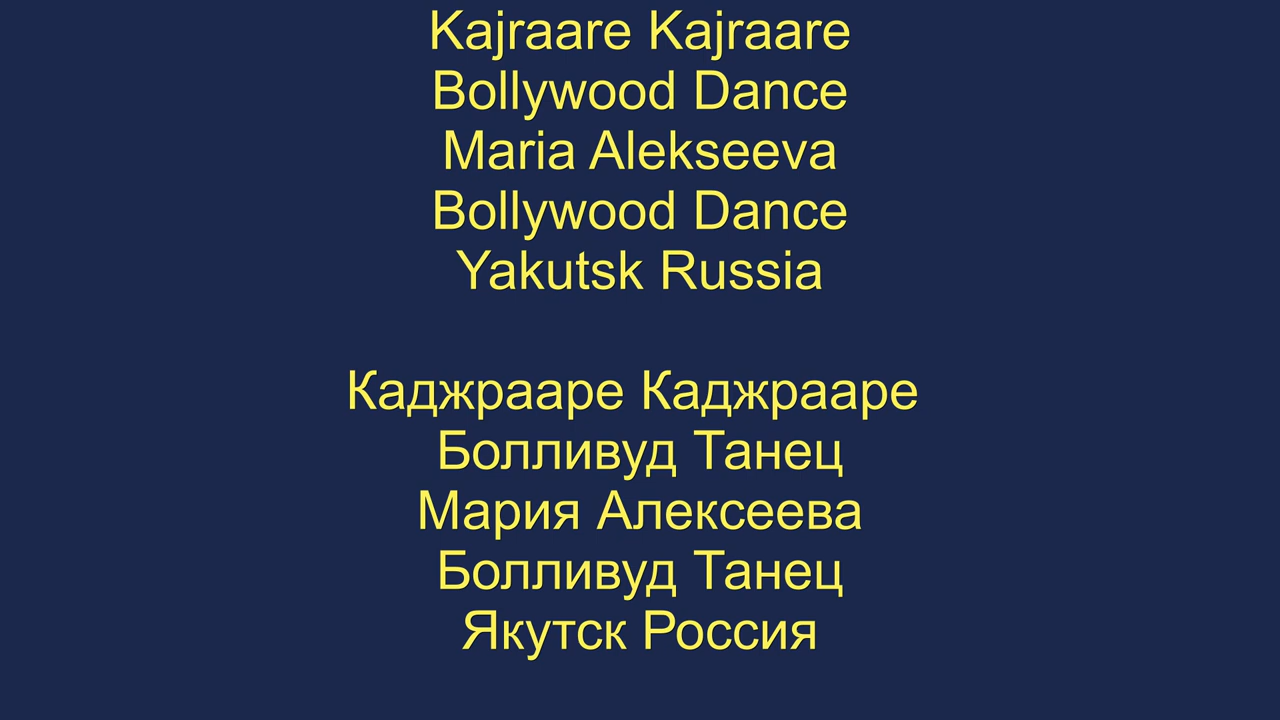 Kajraare Kajraare
Bollywood Dance
Maria Alekseeva
Bollywood Dance
Yakutsk Russia
Каджрааре Каджрааре
Болливуд Танец
Мария Алексеева
Болливуд Танец
Якутск Россия